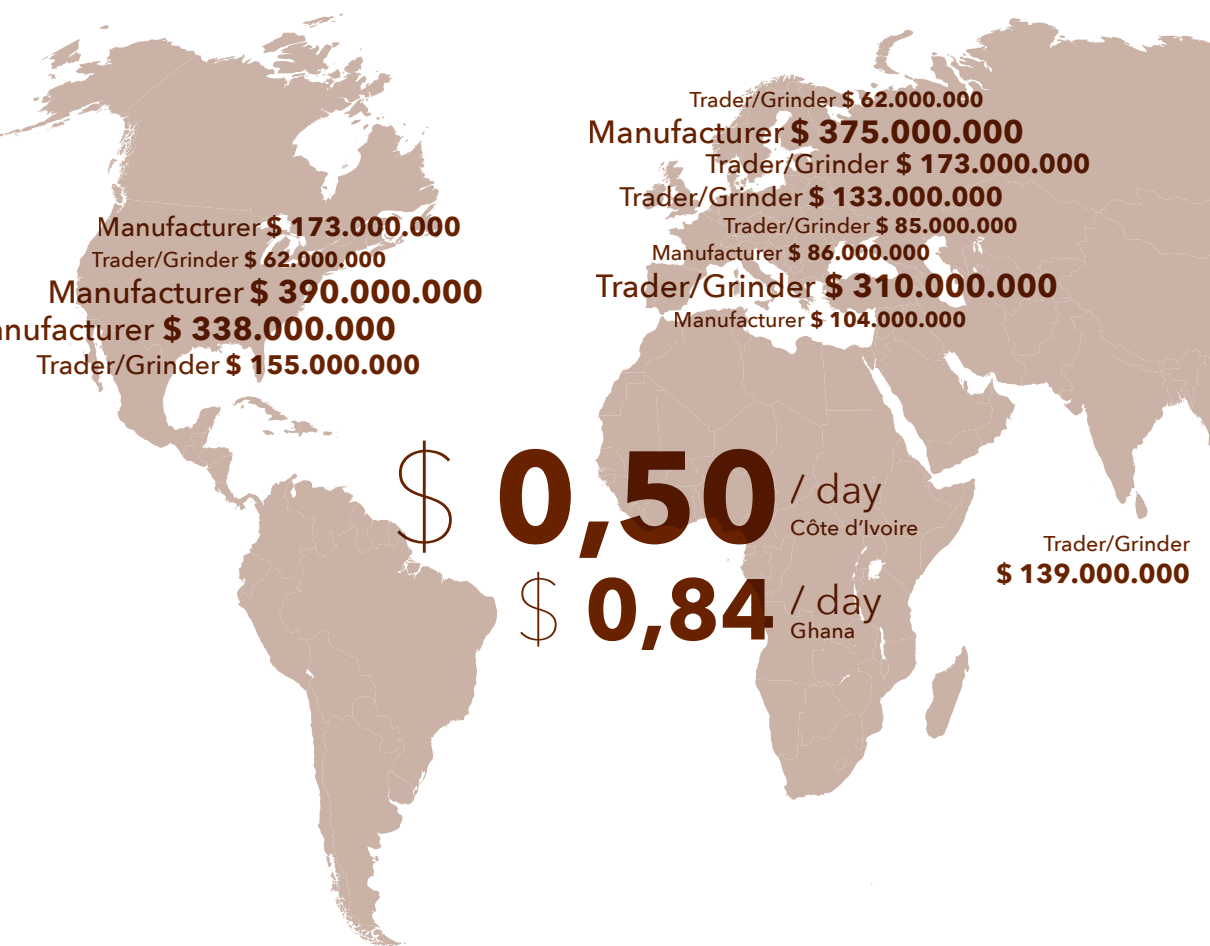 Manufacturer $ 173.000.000
Trader/Grinder $ 62.000.000
Manufacturer $ 390.000.000
anufacturer $ 338.000.000
Trader/Grinder $ 155.000.000
Trader/Grinder $ 62.000.000
Manufacturer $ 375.000.000
Trader/Grinder $ 173.000.000
Trader/Grinder $ 133.000.000
Trader/Grinder $ 85.000.000
Manufacturer $ 86.000.000
Trader/Grinder $ 310.000.000
Manufacturer $ 104.000.000
$ 0,50 / day
Côte d’Ivoire
$ 0,84 / day
Ghana
Trader/Grinder
$ 139.000.000